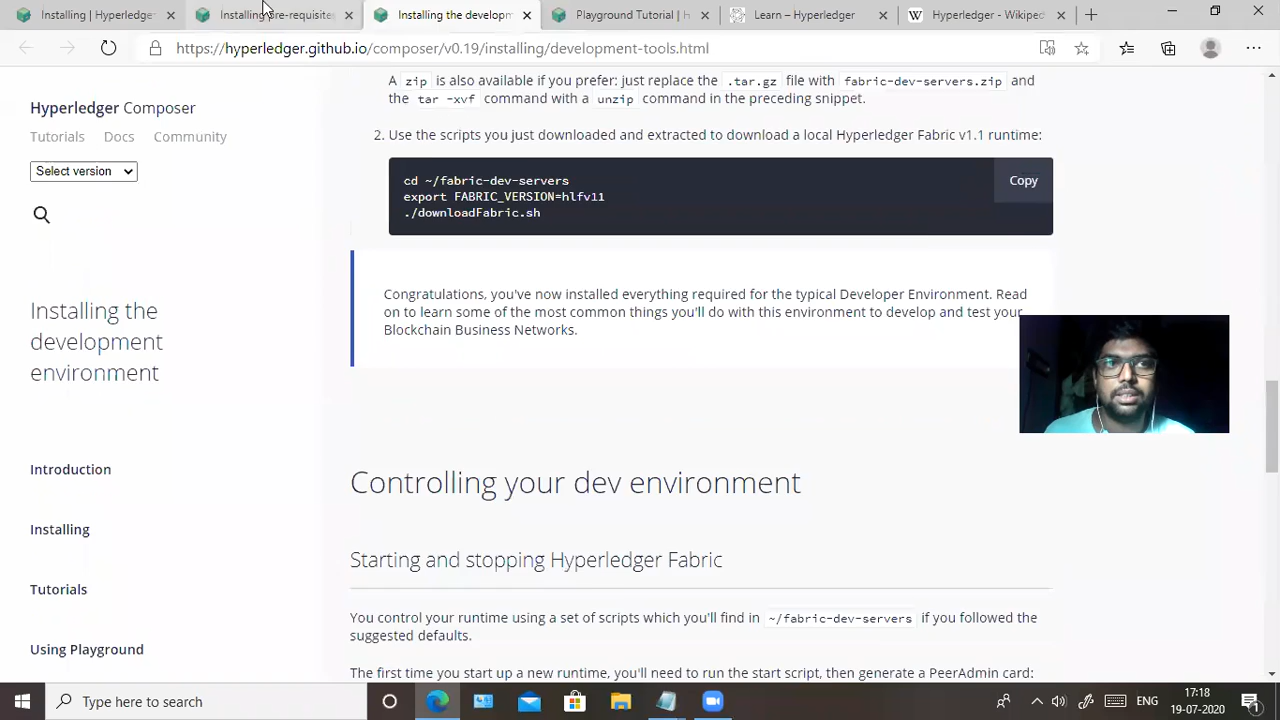 Installing | Hyperledger
Installing pre-requisites
Installing the developm
Playground Tutorial | H
Learn – Hyperledger
Hyperledger - Wikiped
https://hyperledger.github.io/composer/v0.19/installing/development-tools.html
Hyperledger Composer
Tutorials Docs Community
Select version
Installing the
development
environment
Introduction
Installing
Tutorials
Using Playground
A zip is also available if you prefer: just replace the .tar.gz file with fabric-dev-servers.zip and
the tar -xvf command with a unzip command in the preceding snippet.
2. Use the scripts you just downloaded and extracted to download a local Hyperledger Fabric v1.1 runtime:
cd ~/fabric-dev-servers
export FABRIC_VERSION=hlfv11
./downloadFabric.sh
Copy
Congratulations, you've now installed everything required for the typical Developer Environment. Read
on to learn some of the most common things you'll do with this environment to develop and test your
Blockchain Business Networks.
Controlling your dev environment
Starting and stopping Hyperledger Fabric
You control your runtime using a set of scripts which you'll find in ~/fabric-dev-servers if you followed the
suggested defaults.
The first time you start up a new runtime, you'll need to run the start script, then generate a PeerAdmin card:
Type here to search
ENG
17:18
19-07-2020
1